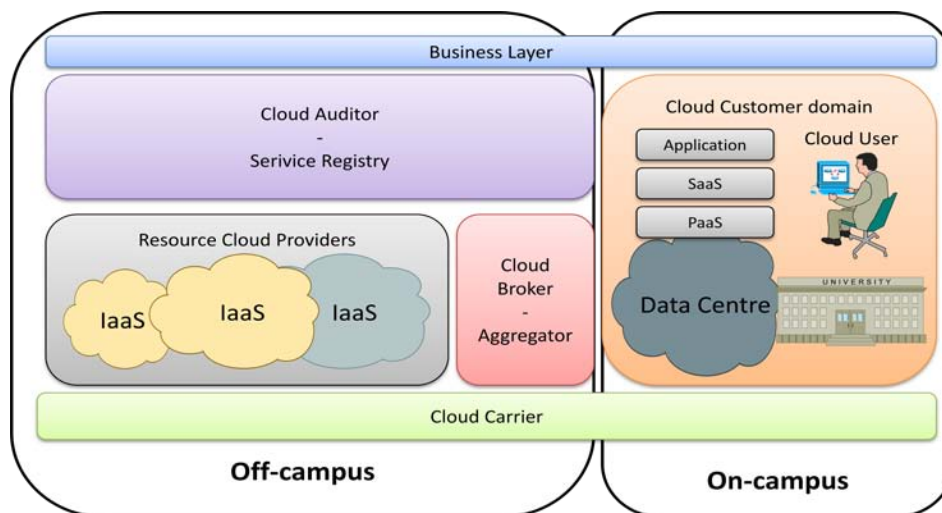 Business Layer
Cloud Auditor
-
Serivice Registry
Cloud Customer domain
Application
SaaS
PaaS
Cloud User
Data Centre
UNIVERSITY
Resource Cloud Providers
IaaS
IaaS
IaaS
Cloud
Broker
-
Aggregator
Cloud Carrier
Off-campus
On-campus